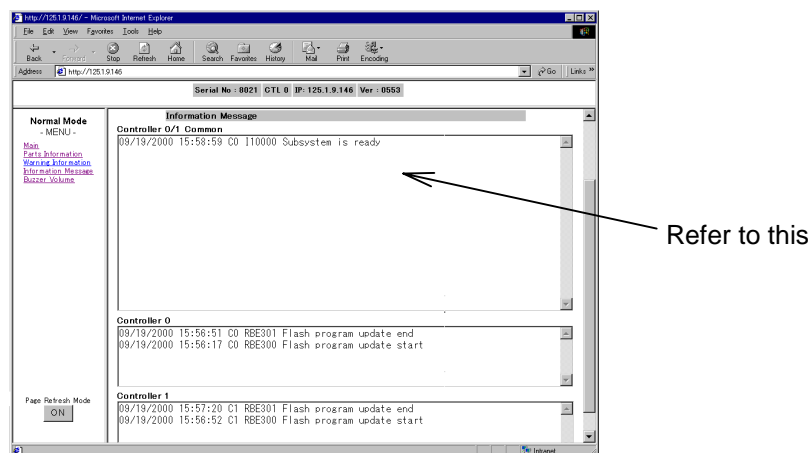 http://125.1.9.146/ - Microsoft Internet Explorer
File Edit View Favorites Tools Help
Back Forward Stop Refresh Home Search Favorites History Mail Print Encoding
Address http://125.1.9.146 Go Links »
Serial No : 8021 CTL 0 IP: 125.1.9.146 Ver : 0553
Normal Mode
- MENU -
Main
Parts Information
Warning Information
Information Message
Buzzer Volume
Page Refresh Mode
ON
Information Message
Controller 0/1 Common
09/19/2000 15:58:59 C0 I10000 Subsystem is ready
Controller 0
09/19/2000 15:56:51 C0 RBE301 Flash program update end
09/19/2000 15:56:17 C0 RBE300 Flash program update start
Controller 1
09/19/2000 15:57:20 C1 RBE301 Flash program update end
09/19/2000 15:56:52 C1 RBE300 Flash program update start
Intranet
Refer to this